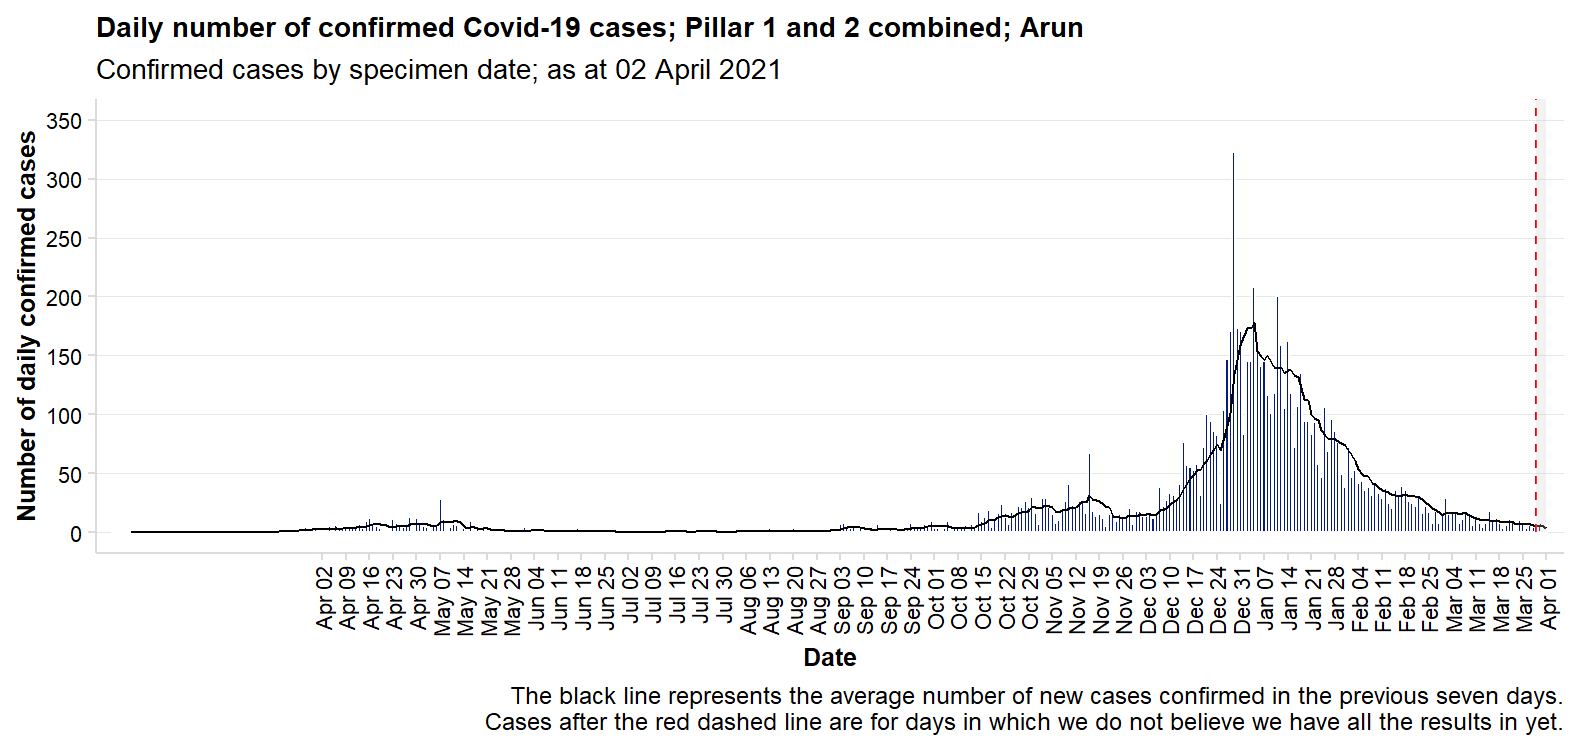 Daily number of confirmed Covid-19 cases; Pillar 1 and 2 combined; Arun
Confirmed cases by specimen date; as at 02 April 2021
Number of daily confirmed cases
350
300
250
200
150
100
50
0
Apr 02
Apr 09
Apr 16
Apr 23
Apr 30
May 07
May 14
May 21
May 28
Jun 04
Jun 11
Jun 18
Jun 25
Jul 02
Jul 09
Jul 16
Jul 23
Jul 30
Aug 06
Aug 13
Aug 20
Aug 27
Sep 03
Sep 10
Sep 17
Sep 24
Oct 01
Oct 08
Oct 15
Oct 22
Oct 29
Nov 05
Nov 12
Nov 19
Nov 26
Dec 03
Dec 10
Dec 17
Dec 24
Dec 31
Jan 07
Jan 14
Jan 21
Jan 28
Feb 04
Feb 11
Feb 18
Feb 25
Mar 04
Mar 11
Mar 18
Mar 25
Apr 01
Date
The black line represents the average number of new cases confirmed in the previous seven days.
Cases after the red dashed line are for days in which we do not believe we have all the results in yet.